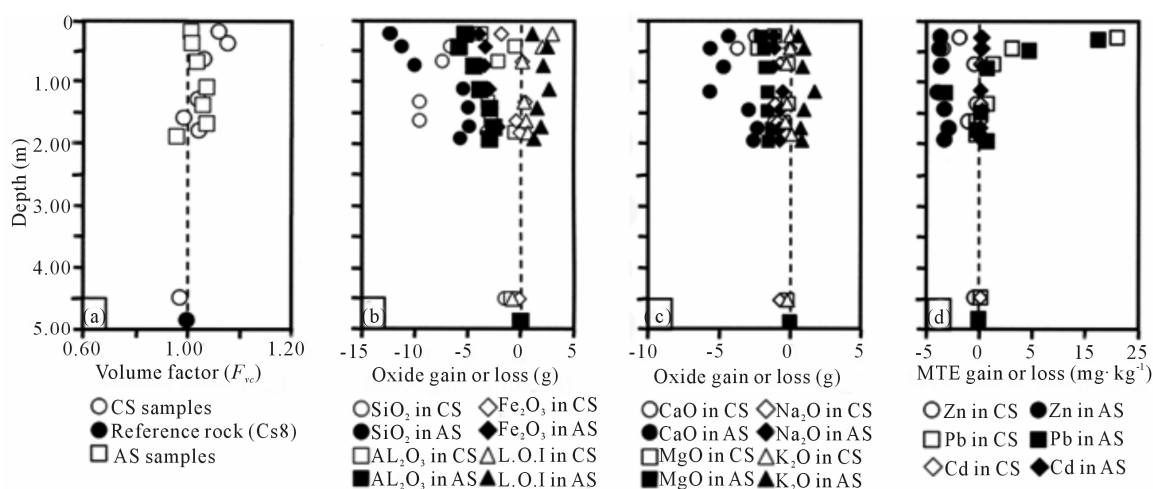 0
1.00
2.00
3.00
4.00
5.00
Depth (m)
(a)
0.60 1.00 1.20
Volume factor (Fvc)
CS samples
Reference rock (Cs8)
AS samples
(b)
-15 -10 -5 0 5
Oxide gain or loss (g)
SiO2 in CS Fe2O3 in CS
SiO2 in AS Fe2O3 in AS
AL2O3 in CS L.O.I in CS
AL2O3 in AS L.O.I in AS
(c)
-10 -5 0 5
Oxide gain or loss (g)
CaO in CS Na2O in CS
CaO in AS Na2O in AS
MgO in CS K2O in CS
MgO in AS K2O in AS
(d)
-5 5 15 25
MTE gain or loss (mg· kg-1)
Zn in CS Zn in AS
Pb in CS Pb in AS
Cd in CS Cd in AS